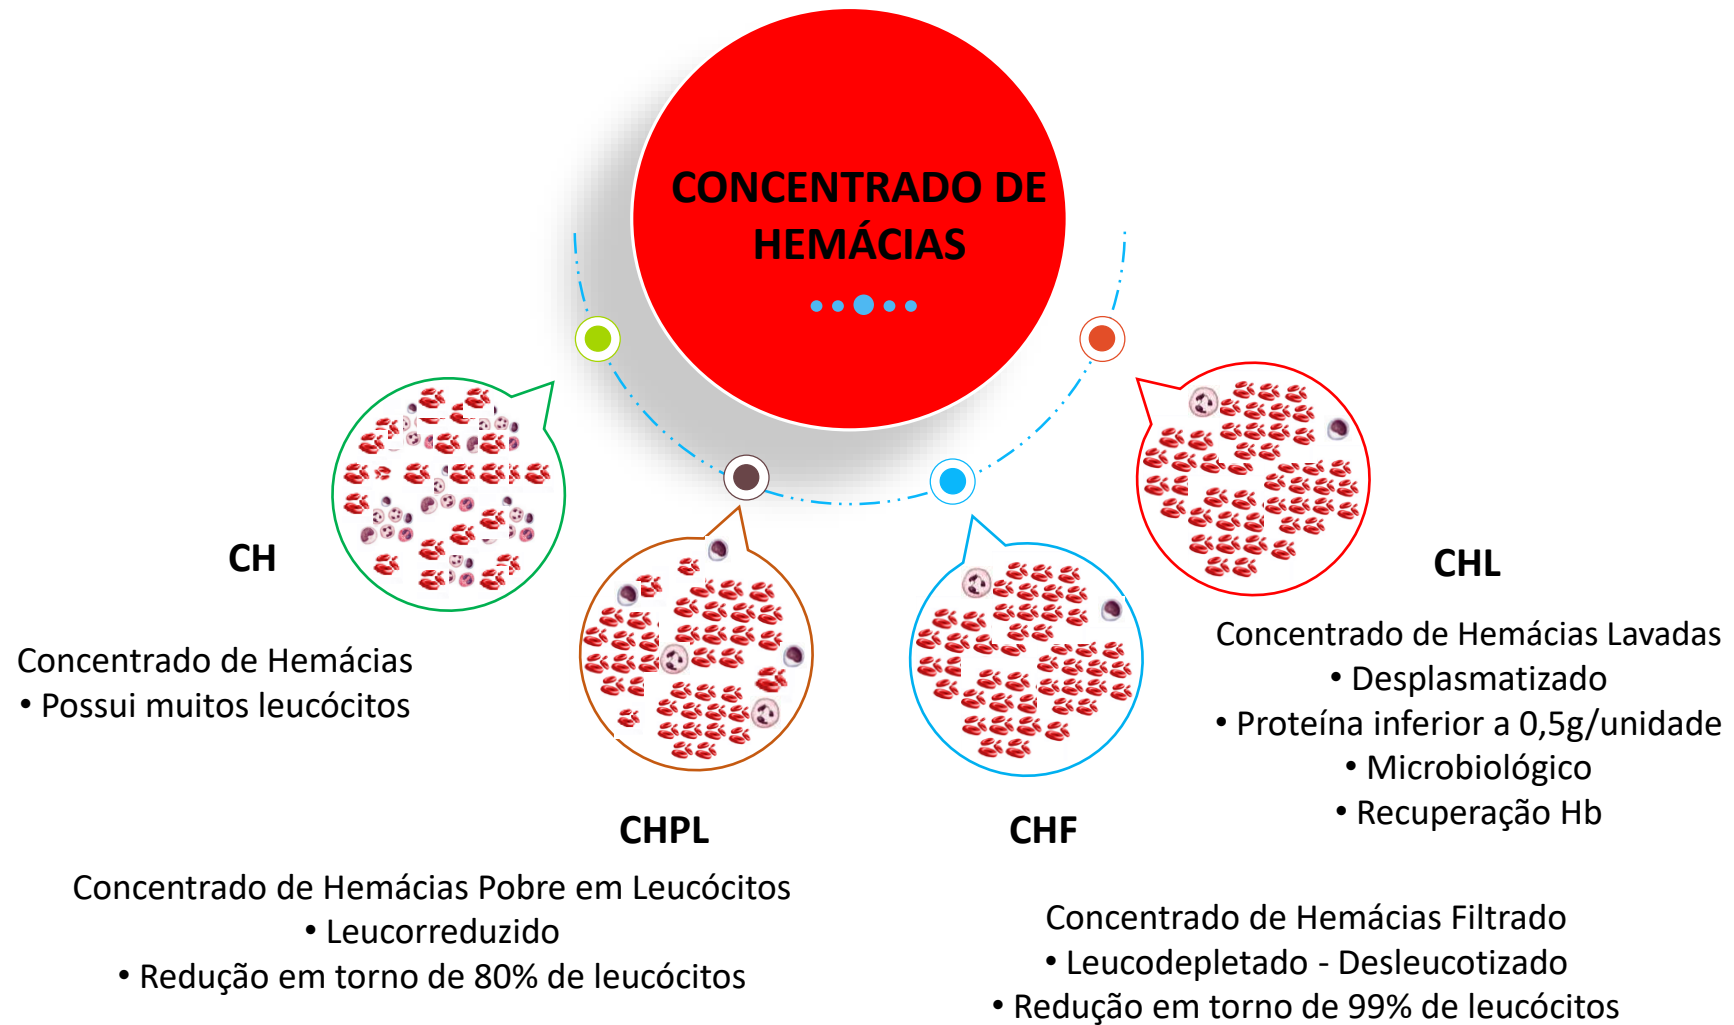 CONCENTRADO DE
HEMÁCIAS
CH
Concentrado de Hemácias
• Possui muitos leucócitos
CHPL
Concentrado de Hemácias Pobre em Leucócitos
• Leucorreduzido
• Redução em torno de 80% de leucócitos
CHF
Concentrado de Hemácias Filtrado
• Leucodepletado - Desleucotizado
• Redução em torno de 99% de leucócitos
CHL
Concentrado de Hemácias Lavadas
• Desplasmatizado
• Proteína inferior a 0,5g/unidade
• Microbiológico
• Recuperação Hb